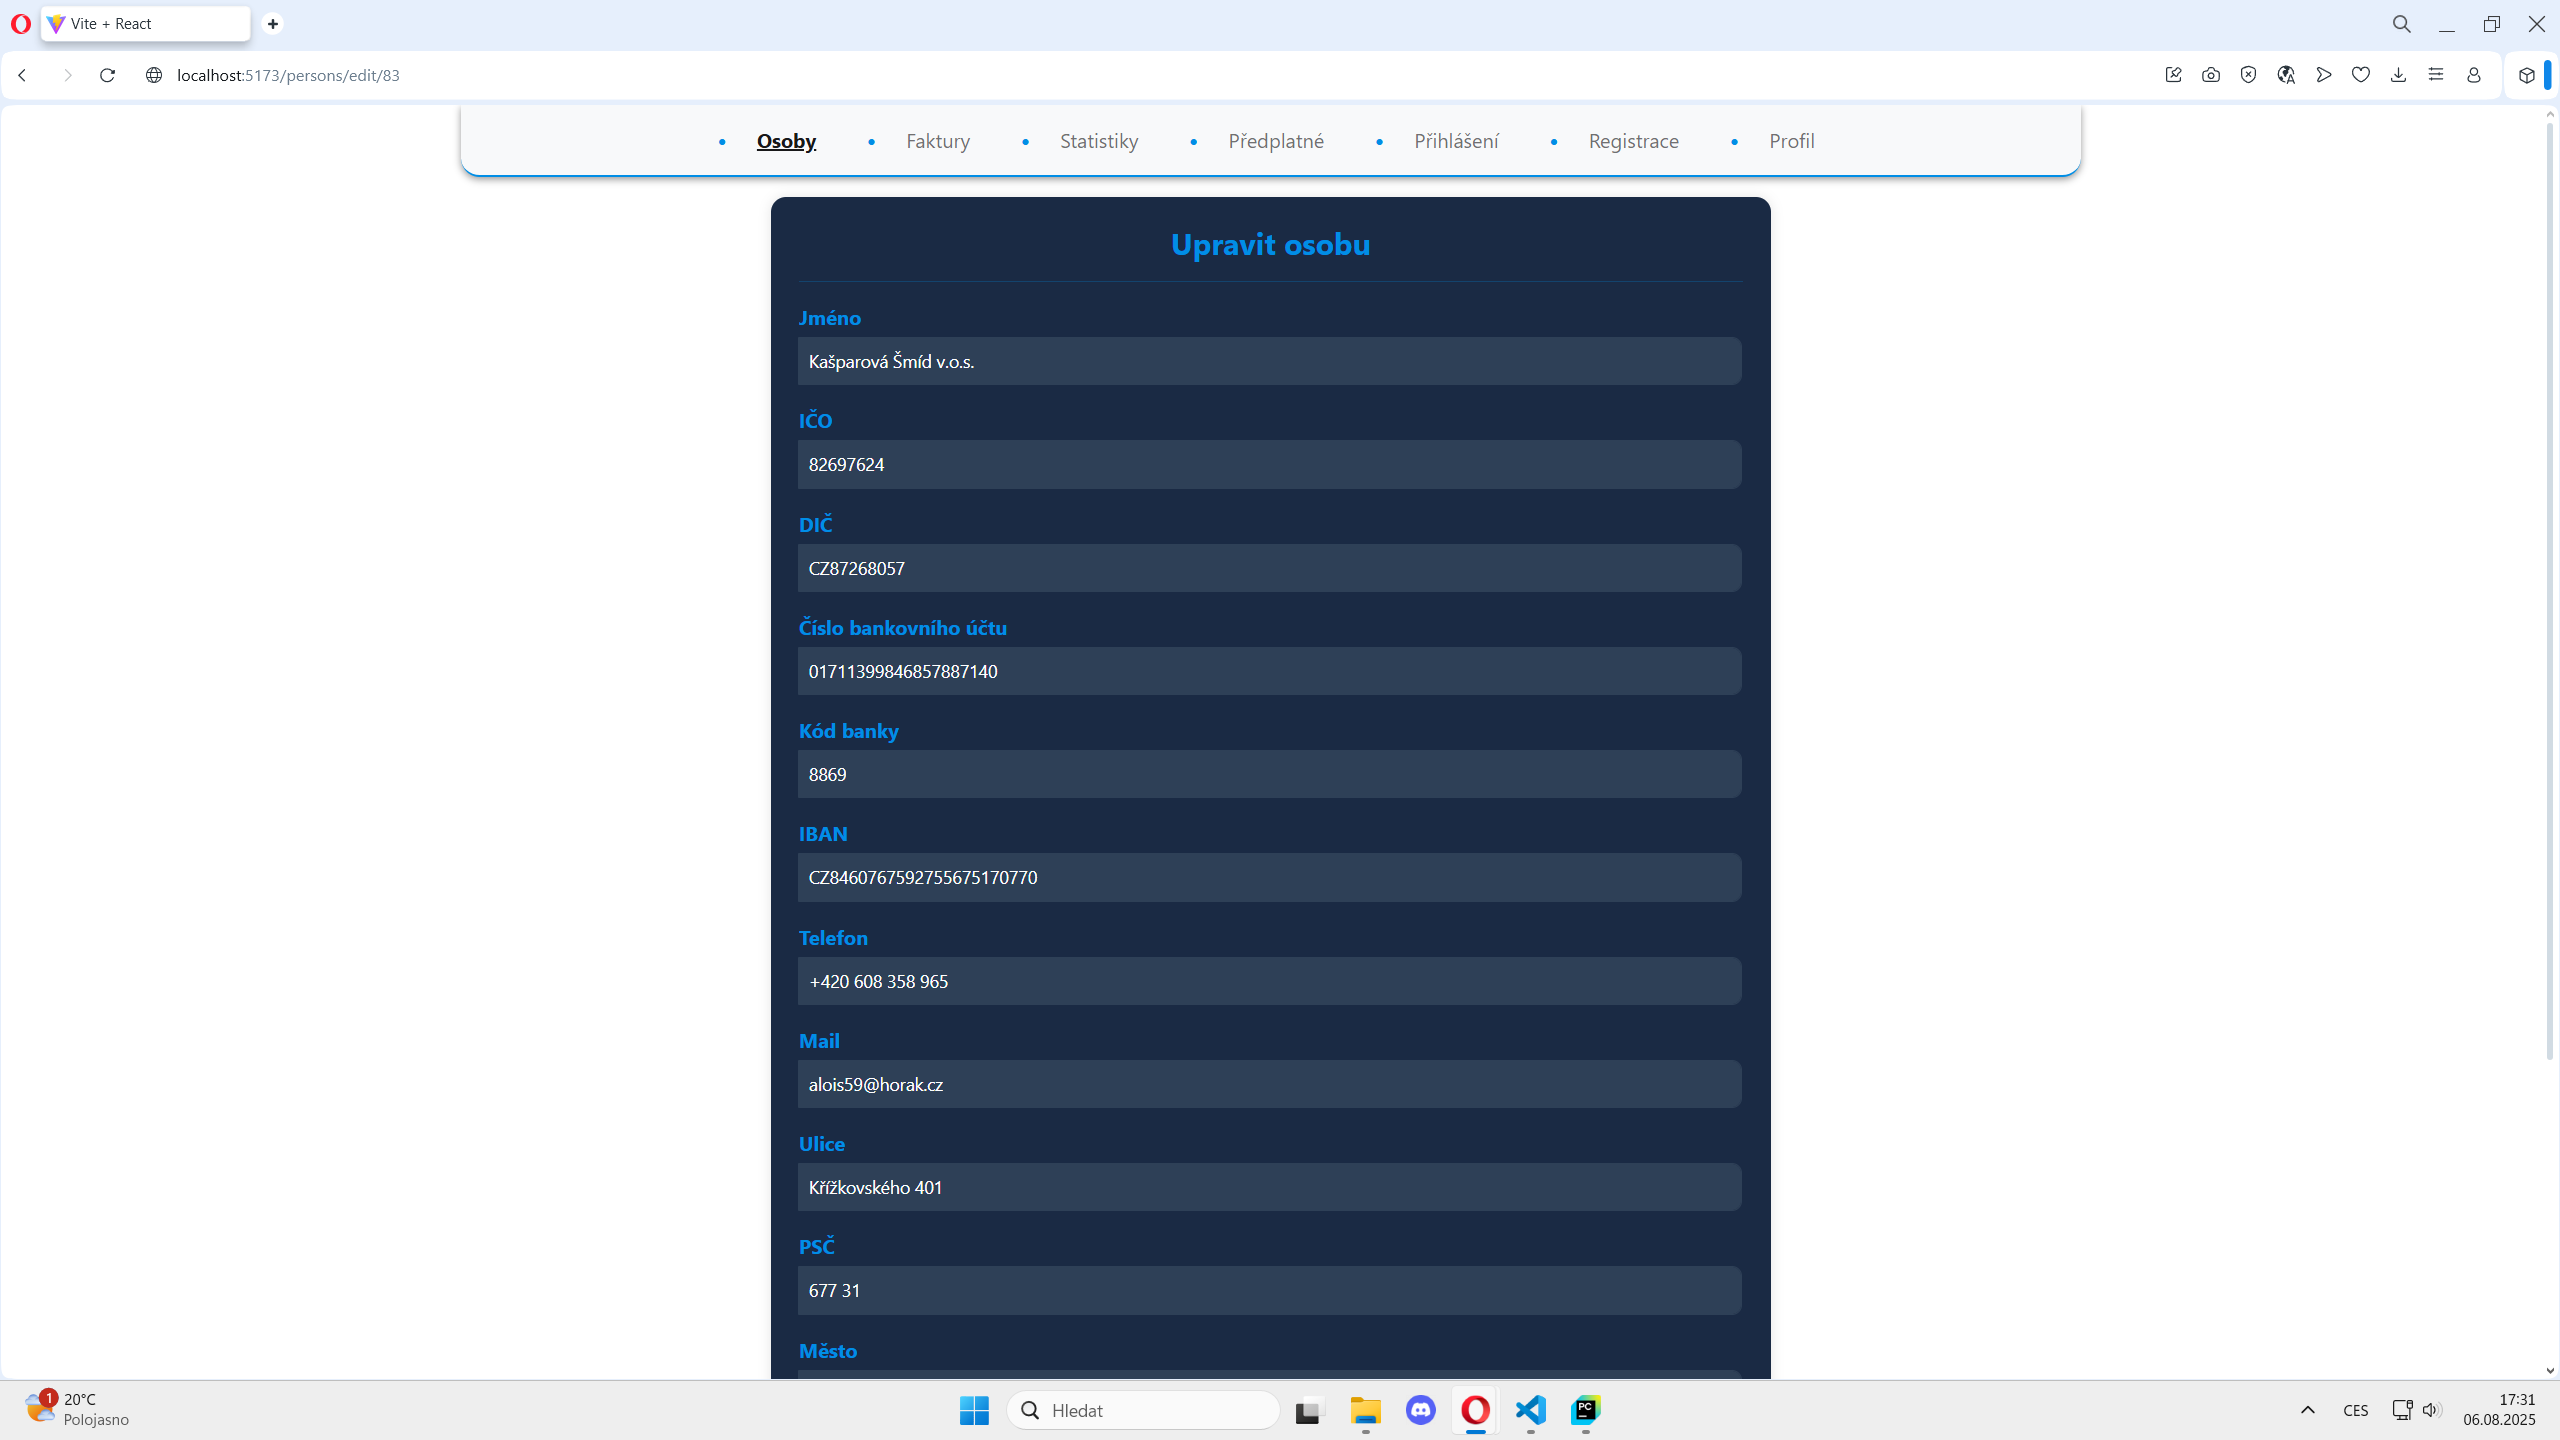 Vite + React
localhost:5173/persons/edit/83
Osoby
Faktury
Statistiky
Předplatné
Přihlášení
Registrace
Profil
Upravit osobu
Jméno
Kašparová Šmíd v.o.s.
IČO
82697624
DIČ
CZ87268057
Číslo bankovního účtu
01711399846857887140
Kód banky
8869
IBAN
CZ8460767592755675170770
Telefon
+420 608 358 965
Mail
alois59@horak.cz
Ulice
Křížkovského 401
PSČ
677 31
Město
1
20°C
Polojasno
Hledat
PC
CES
17:31
06.08.2025